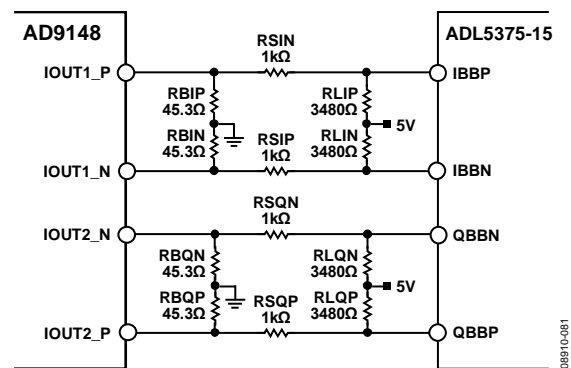 AD9148
ADL5375-15
RSIN
1kΩ
IOUT1_P
IBBP
RBIP
45.3Ω
RLIP
3480Ω
5V
RBIN
45.3Ω
RSIP
1kΩ
RLIN
3480Ω
IOUT1_N
IBBN
RSQN
1kΩ
IOUT2_N
QBBN
RBQN
45.3Ω
RLQN
3480Ω
5V
RBQP
45.3Ω
RSQP
1kΩ
RLQP
3480Ω
IOUT2_P
QBBP
08910-081